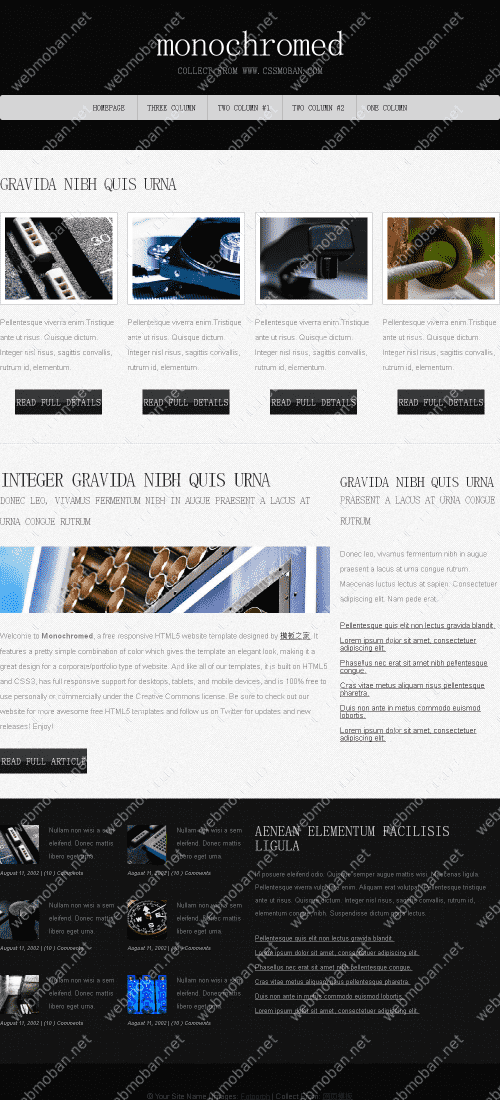 monochromed
COLLECT FROM WWW.CSSMOBAN.COM
HOMEPAGE
THREE COLUMN
TWO COLUMN #1
TWO COLUMN #2
ONE COLUMN
GRAVIDA NIBH QUIS URNA
Pellentesque viverra enim.Tristique
ante ut risus. Quisque dictum.
Integer nisl risus, sagittis convallis,
rutrum id, elementum.
READ FULL DETAILS
Pellentesque viverra enim.Tristique
ante ut risus. Quisque dictum.
Integer nisl risus, sagittis convallis,
rutrum id, elementum.
READ FULL DETAILS
Pellentesque viverra enim.Tristique
ante ut risus. Quisque dictum.
Integer nisl risus, sagittis convallis,
rutrum id, elementum.
READ FULL DETAILS
Pellentesque viverra enim.Tristique
ante ut risus. Quisque dictum.
Integer nisl risus, sagittis convallis,
rutrum id, elementum.
READ FULL DETAILS
INTEGER GRAVIDA NIBH QUIS URNA
DONEC LEO, VIVAMUS FERMENTUM NIBH IN AUGUE PRAESENT A LACUS AT
URNA CONGUE RUTRUM
Welcome to Monochromed, a free responsive HTML5 website template designed by 模板之家. It
features a pretty simple combination of color which gives the template an elegant look, making it a
great design for a corporate/portfolio type of website. And like all of our templates, it is built on HTML5
and CSS3, has full responsive support for desktops, tablets, and mobile devices, and is 100% free to
use personally or commercially under the Creative Commons license. Be sure to check out our
website for more awesome free HTML5 templates and follow us on Twitter for updates and new
releases! Enjoy!
READ FULL ARTICLE
GRAVIDA NIBH QUIS URNA
PRAESENT A LACUS AT URNA CONGUE
RUTRUM
Donec leo, vivamus fermentum nibh in augue
praesent a lacus at urna congue rutrum.
Maecenas luctus lectus at sapien. Consectetuer
adipiscing elit. Nam pede erat.
Pellentesque quis elit non lectus gravida blandit.
Lorem ipsum dolor sit amet, consectetuer
adipiscing elit.
Phasellus nec erat sit amet nibh pellentesque
congue.
Cras vitae metus aliquam risus pellentesque
pharetra.
Duis non ante in metus commodo euismod
lobortis.
Lorem ipsum dolor sit amet, consectetuer
adipiscing elit.
Nullam non wisi a sem
eleifend. Donec mattis
libero eget urna.
August 11, 2002 | (10 ) Comments
Nullam non wisi a sem
eleifend. Donec mattis
libero eget urna.
August 11, 2002 | (10 ) Comments
Nullam non wisi a sem
eleifend. Donec mattis
libero eget urna.
August 11, 2002 | (10 ) Comments
Nullam non wisi a sem
eleifend. Donec mattis
libero eget urna.
August 11, 2002 | (10 ) Comments
Nullam non wisi a sem
eleifend. Donec mattis
libero eget urna.
August 11, 2002 | (10 ) Comments
Nullam non wisi a sem
eleifend. Donec mattis
libero eget urna.
August 11, 2002 | (10 ) Comments
AENEAN ELEMENTUM FACILISIS
LIGULA
In posuere eleifend odio. Quisque semper augue mattis wisi. Maecenas ligula.
Pellentesque viverra vulputate enim. Aliquam erat volutpat. Pellentesque tristique
ante ut risus. Quisque dictum. Integer nisl risus, sagittis convallis, rutrum id,
elementum congue, nibh. Suspendisse dictum porta lectus.
Pellentesque quis elit non lectus gravida blandit.
Lorem ipsum dolor sit amet, consectetuer adipiscing elit.
Phasellus nec erat sit amet nibh pellentesque congue.
Cras vitae metus aliquam risus pellentesque pharetra.
Duis non ante in metus commodo euismod lobortis.
Lorem ipsum dolor sit amet, consectetuer adipiscing elit.
© Your Site Name
webmoban.net